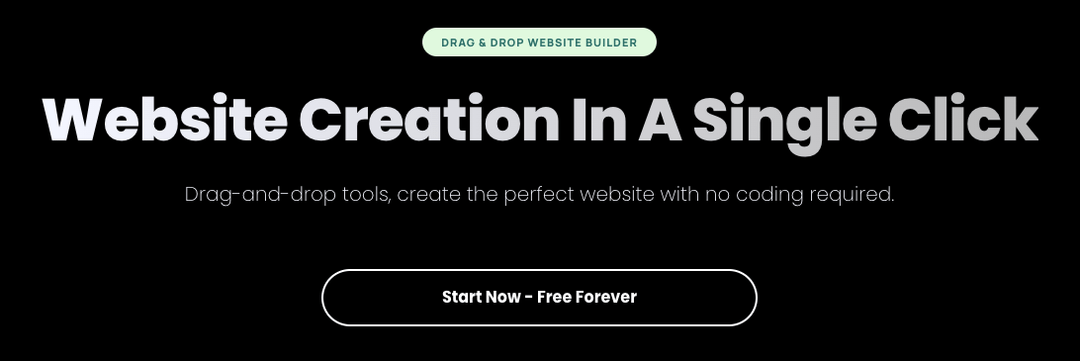 DRAG & DROP WEBSITE BUILDER
Website Creation In A Single Click
Drag-and-drop tools, create the perfect website with no coding required.
Start Now - Free Forever